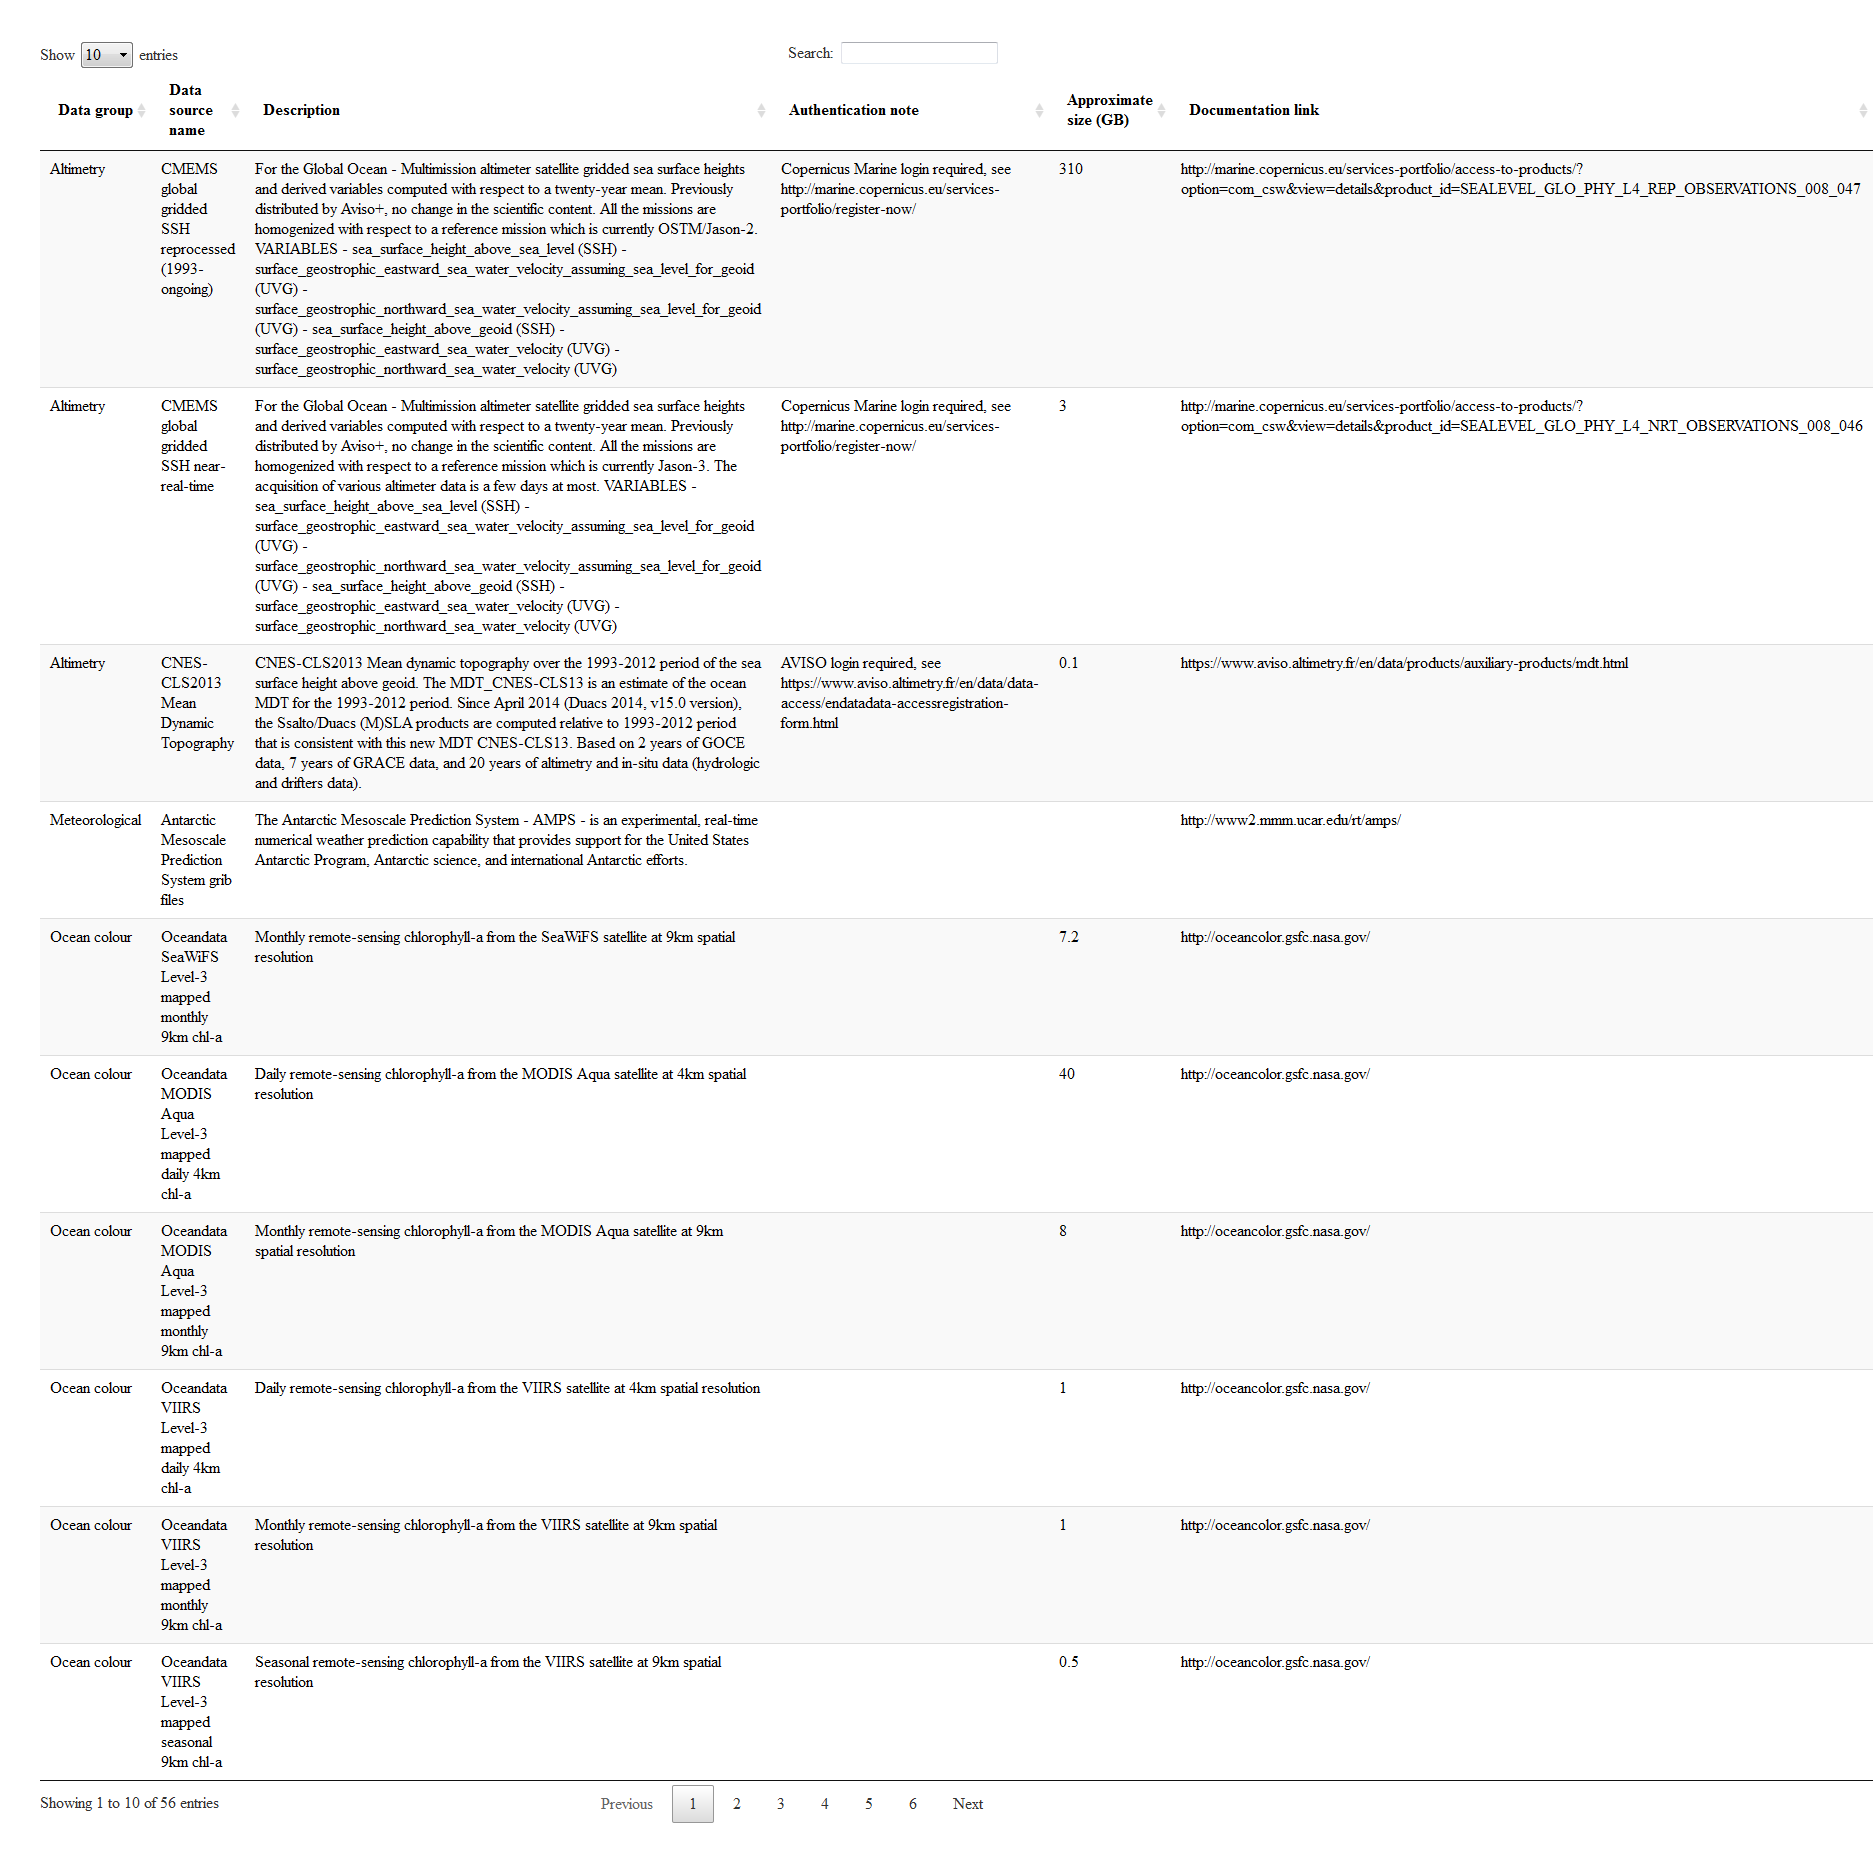 Show 10 entries
Search:
Data group
Data
source
name
Description
Authentication note
Approximate
size (GB)
Documentation link
Altimetry
CMEMS
global
gridded
SSH
reprocessed
(1993-
ongoing)
For the Global Ocean - Multimission altimeter satellite gridded sea surface heights
and derived variables computed with respect to a twenty-year mean. Previously
distributed by Aviso+, no change in the scientific content. All the missions are
homogenized with respect to a reference mission which is currently OSTM/Jason-2.
VARIABLES - sea_surface_height_above_sea_level (SSH) -
surface_geostrophic_eastward_sea_water_velocity_assuming_sea_level_for_geoid
(UVG) -
surface_geostrophic_northward_sea_water_velocity_assuming_sea_level_for_geoid
(UVG) - sea_surface_height_above_geoid (SSH) -
surface_geostrophic_eastward_sea_water_velocity (UVG) -
surface_geostrophic_northward_sea_water_velocity (UVG)
Copernicus Marine login required, see
http://marine.copernicus.eu/services-
portfolio/register-now/
310
http://marine.copernicus.eu/services-portfolio/access-to-products/?
option=com_csw&view=details&product_id=SEALEVEL_GLO_PHY_L4_REP_OBSERVATIONS_008_047
Altimetry
CMEMS
global
gridded
SSH near-
real-time
For the Global Ocean - Multimission altimeter satellite gridded sea surface heights
and derived variables computed with respect to a twenty-year mean. Previously
distributed by Aviso+, no change in the scientific content. All the missions are
homogenized with respect to a reference mission which is currently Jason-3. The
acquisition of various altimeter data is a few days at most. VARIABLES -
sea_surface_height_above_sea_level (SSH) -
surface_geostrophic_eastward_sea_water_velocity_assuming_sea_level_for_geoid
(UVG) -
surface_geostrophic_northward_sea_water_velocity_assuming_sea_level_for_geoid
(UVG) - sea_surface_height_above_geoid (SSH) -
surface_geostrophic_eastward_sea_water_velocity (UVG) -
surface_geostrophic_northward_sea_water_velocity (UVG)
Copernicus Marine login required, see
http://marine.copernicus.eu/services-
portfolio/register-now/
3
http://marine.copernicus.eu/services-portfolio/access-to-products/?
option=com_csw&view=details&product_id=SEALEVEL_GLO_PHY_L4_NRT_OBSERVATIONS_008_046
Altimetry
CNES-
CLS2013
Mean
Dynamic
Topography
CNES-CLS2013 Mean dynamic topography over the 1993-2012 period of the sea
surface height above geoid. The MDT_CNES-CLS13 is an estimate of the ocean
MDT for the 1993-2012 period. Since April 2014 (Duacs 2014, v15.0 version),
the Ssalto/Duacs (M)SLA products are computed relative to 1993-2012 period
that is consistent with this new MDT CNES-CLS13. Based on 2 years of GOCE
data, 7 years of GRACE data, and 20 years of altimetry and in-situ data (hydrologic
and drifters data).
AVISO login required, see
https://www.aviso.altimetry.fr/en/data/data-
access/endatadata-accessregistration-
form.html
0.1
https://www.aviso.altimetry.fr/en/data/products/auxiliary-products/mdt.html
Meteorological
Antarctic
Mesoscale
Prediction
System grib
files
The Antarctic Mesoscale Prediction System - AMPS - is an experimental, real-time
numerical weather prediction capability that provides support for the United States
Antarctic Program, Antarctic science, and international Antarctic efforts.
http://www2.mmm.ucar.edu/rt/amps/
Ocean colour
Oceandata
SeaWiFS
Level-3
mapped
monthly
9km chl-a
Monthly remote-sensing chlorophyll-a from the SeaWiFS satellite at 9km spatial
resolution
7.2
http://oceancolor.gsfc.nasa.gov/
Ocean colour
Oceandata
MODIS
Aqua
Level-3
mapped
daily 4km
chl-a
Daily remote-sensing chlorophyll-a from the MODIS Aqua satellite at 4km spatial
resolution
40
http://oceancolor.gsfc.nasa.gov/
Ocean colour
Oceandata
MODIS
Aqua
Level-3
mapped
monthly
9km chl-a
Monthly remote-sensing chlorophyll-a from the MODIS Aqua satellite at 9km
spatial resolution
8
http://oceancolor.gsfc.nasa.gov/
Ocean colour
Oceandata
VIIRS
Level-3
mapped
daily 4km
chl-a
Daily remote-sensing chlorophyll-a from the VIIRS satellite at 4km spatial resolution
1
http://oceancolor.gsfc.nasa.gov/
Ocean colour
Oceandata
VIIRS
Level-3
mapped
monthly
9km chl-a
Monthly remote-sensing chlorophyll-a from the VIIRS satellite at 9km spatial
resolution
1
http://oceancolor.gsfc.nasa.gov/
Ocean colour
Oceandata
VIIRS
Level-3
mapped
seasonal
9km chl-a
Seasonal remote-sensing chlorophyll-a from the VIIRS satellite at 9km spatial
resolution
0.5
http://oceancolor.gsfc.nasa.gov/
Showing 1 to 10 of 56 entries
Previous 1 2 3 4 5 6 Next